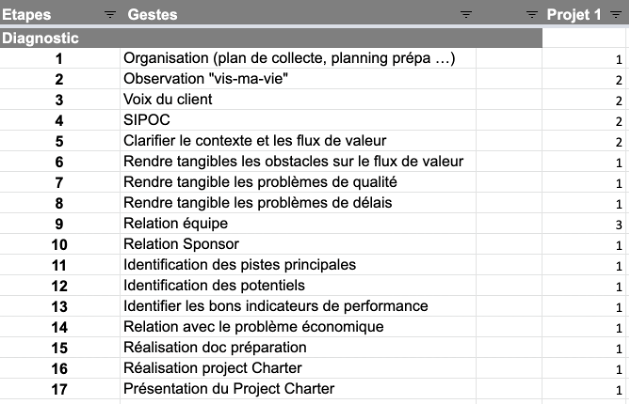 Etapes Gestes Projet 1
Diagnostic
1 Organisation (plan de collecte, planning prépa ...) 1
2 Observation "vis-ma-vie" 2
3 Voix du client 2
4 SIPOC 2
5 Clarifier le contexte et les flux de valeur 2
6 Rendre tangibles les obstacles sur le flux de valeur 1
7 Rendre tangible les problèmes de qualité 1
8 Rendre tangible les problèmes de délais 1
9 Relation équipe 3
10 Relation Sponsor 1
11 Identification des pistes principales 1
12 Identification des potentiels 1
13 Identifier les bons indicateurs de performance 1
14 Relation avec le problème économique 1
15 Réalisation doc préparation 1
16 Réalisation project Charter 1
17 Présentation du Project Charter 1